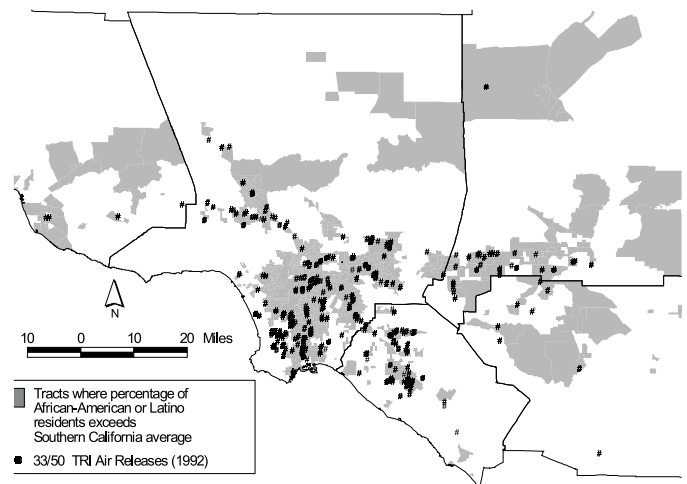 N
10 0 10 20 Miles
Tracts where percentage of
African-American or Latino
residents exceeds
Southern California average
33/50 TRI Air Releases (1992)